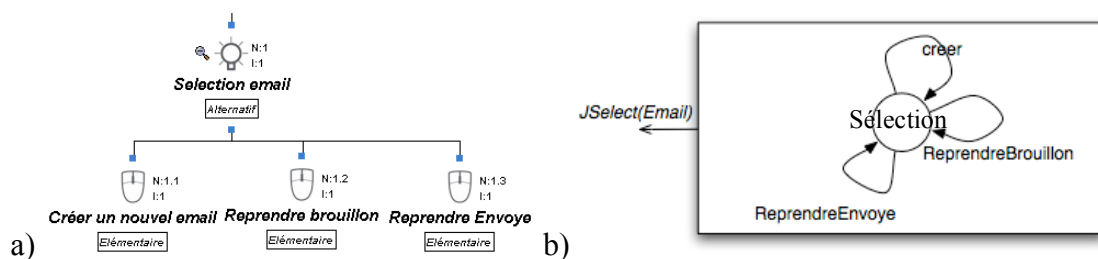 N:1
I:1
Selection email
Alternatif
N:1.1
I:1
N:1.2
I:1
N:1.3
I:1
Créer un nouvel email
Reprendre brouillon
Reprendre Envoye
Elémentaire
Elémentaire
Elémentaire
a)
creer
JSelect(Email)
Sélection
ReprendreBrouillon
ReprendreEnvoye
b)